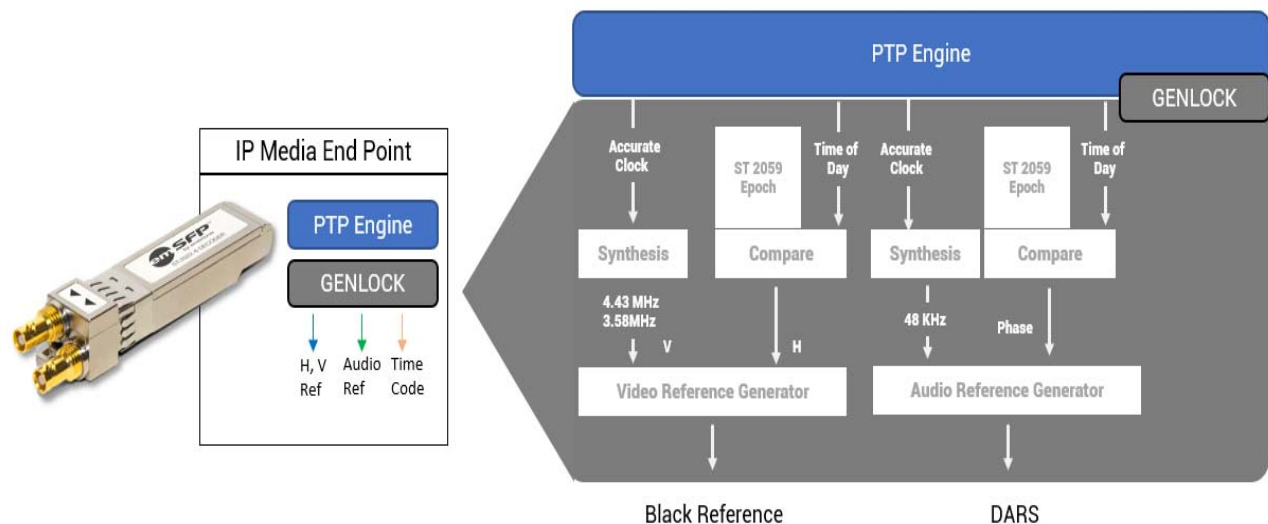 PTP Engine
GENLOCK
IP Media End Point
PTP Engine
GENLOCK
H, V
Ref
Audio
Ref
Time
Code
emSFP
Accurate
Clock
ST 2059
Epoch
Time of
Day
Accurate
Clock
ST 2059
Epoch
Time of
Day
Synthesis
Compare
Synthesis
Compare
4.43 MHz
3.58MHz
V
H
48 KHz
Phase
Video Reference Generator
Audio Reference Generator
Black Reference
DARS